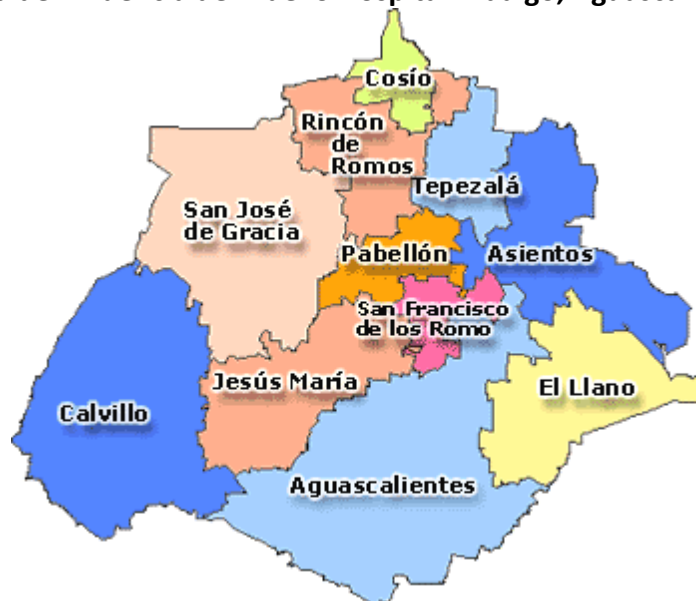 Cosío
Rincón
de
Romos
Tepezalá
San José
de Gracia
Pabellón
Asientos
San Francisco
de los Romo
Jesús María
El Llano
Calvillo
Aguascalientes